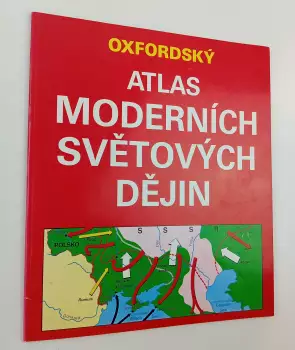 OXFORDSKÝ
ATLAS
MODERNÍCH
SVĚTOVÝCH
DĚJIN
S S S R
POLSKO